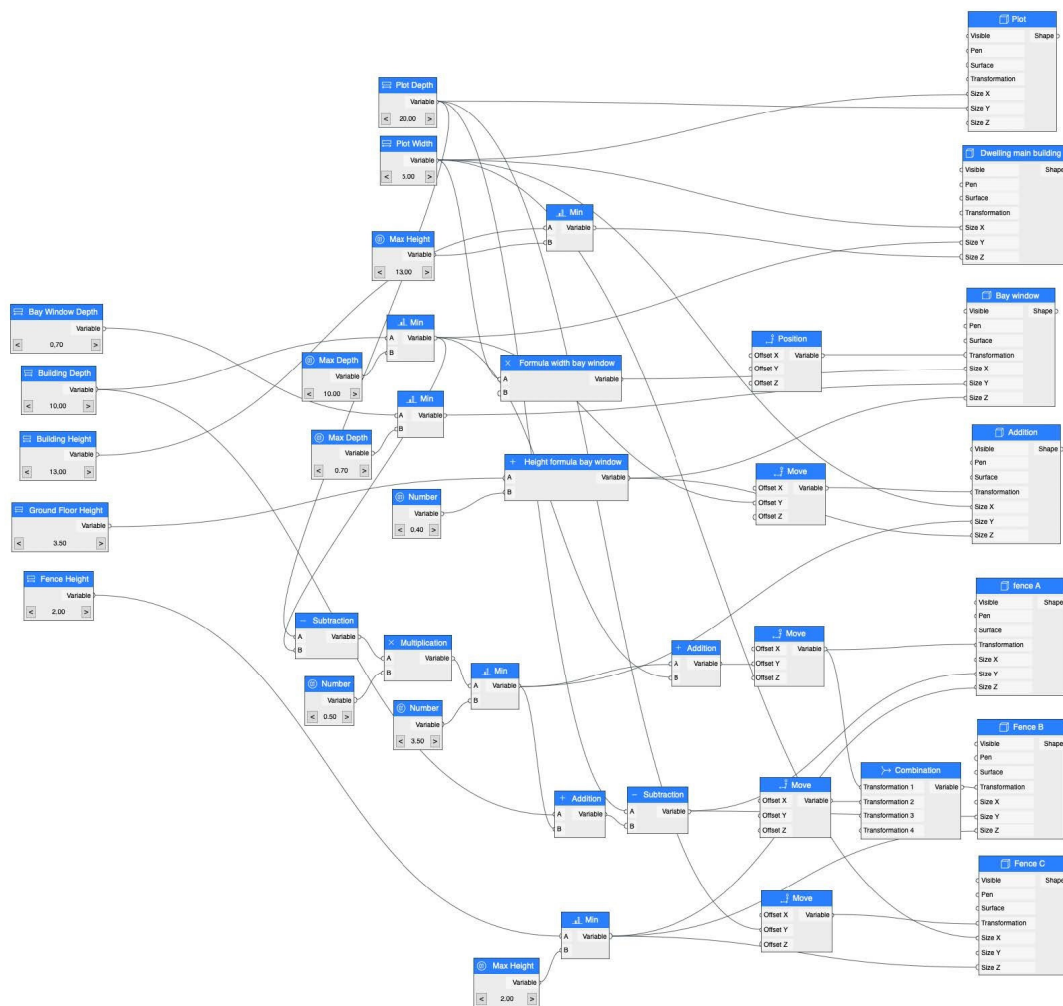 Plot
Visible Shape
Pen
Surface
Transformation
Size X
Size Y
Size Z
Plot Depth
Variable
< 20.00 >
Plot Width
Variable
< 5.00 >
Dwelling main building
Visible Shape
Pen
Surface
Transformation
Size X
Size Y
Size Z
Min
A Variable
B
Max Height
Variable
< 13,00 >
Bay window
Visible Shape
Pen
Surface
Transformation
Size X
Size Y
Size Z
Bay Window Depth
Variable
< 0,70 >
Min
A Variable
B
Position
Offset X Variable
Offset Y
Offset Z
Max Depth
Variable
< 10.00 >
Formula width bay window
A Variable
B
Building Depth
Variable
< 10,00 >
Min
A Variable
B
Max Depth
Variable
< 0.70 >
Building Height
Variable
< 13,00 >
Addition
Visible Shape
Pen
Surface
Transformation
Size X
Size Y
Size Z
Height formula bay window
A Variable
B
Move
Offset X Variable
Offset Y
Offset Z
Number
Variable
< 0.40 >
Ground Floor Height
Variable
< 3.50 >
Fence Height
Variable
< 2.00 >
fence A
Visible Shape
Pen
Surface
Transformation
Size X
Size Y
Size Z
Subtraction
A Variable
B
Multiplication
A Variable
B
Min
A Variable
B
Addition
A Variable
B
Move
Offset X Variable
Offset Y
Offset Z
Number
Variable
< 0.50 >
Number
Variable
< 3.50 >
Fence B
Visible Shape
Pen
Surface
Transformation
Size X
Size Y
Size Z
Combination
Transformation 1 Variable
Transformation 2
Transformation 3
Transformation 4
Move
Offset X Variable
Offset Y
Offset Z
Addition
A Variable
B
Subtraction
A Variable
B
Fence C
Visible Shape
Pen
Surface
Transformation
Size X
Size Y
Size Z
Move
Offset X Variable
Offset Y
Offset Z
Min
A Variable
B
Max Height
Variable
< 2.00 >